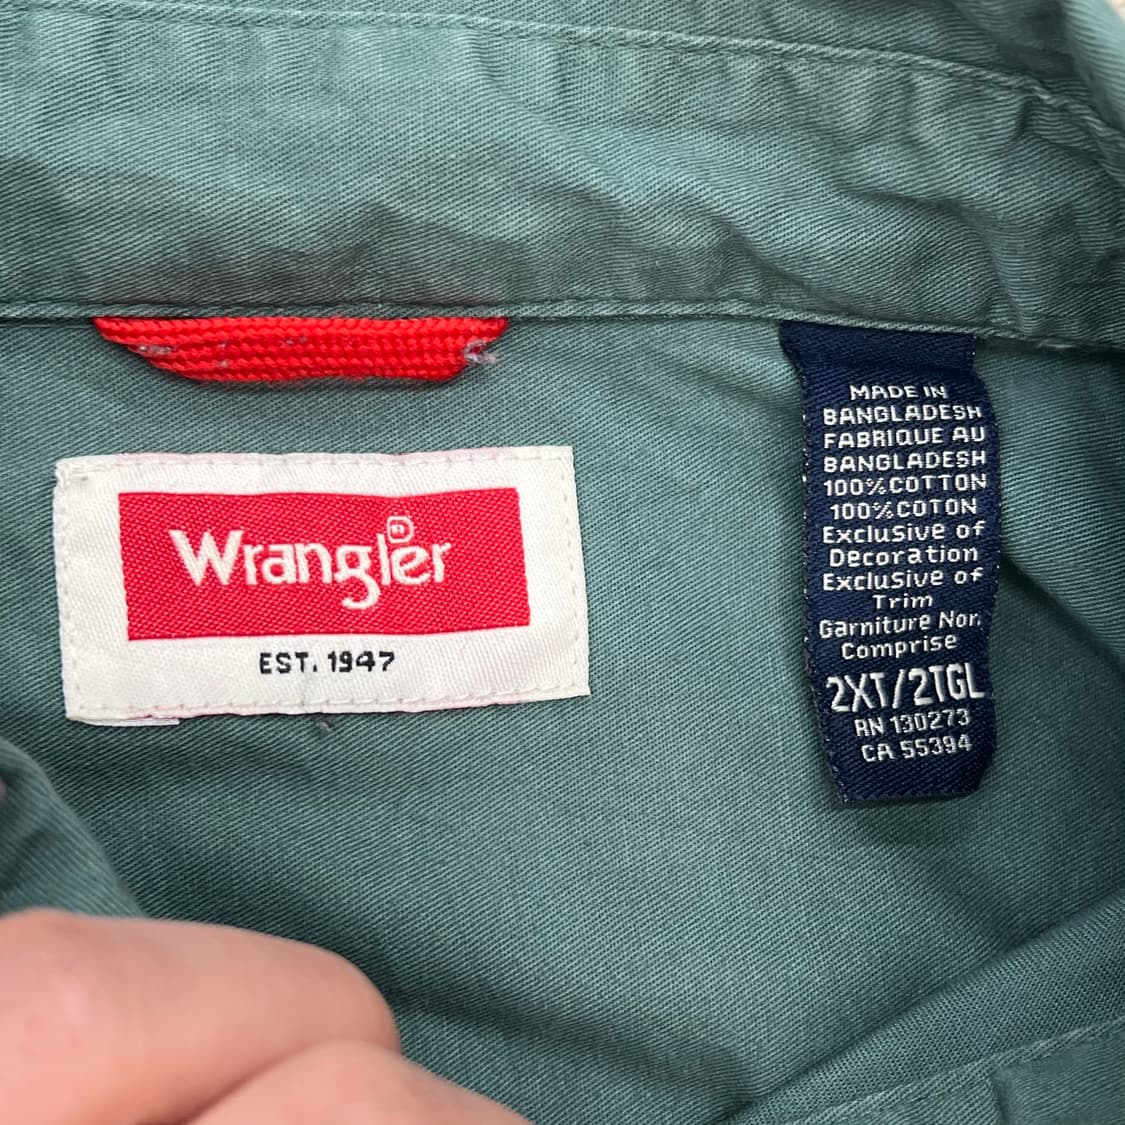 Wrangler®
EST. 1947
MADE IN
BANGLADESH
FABRIQUE AU
BANGLADESH
100%COTTON
100%COTON
Exclusive of
Decoration
Exclusive of
Trim
Garniture Non
Comprise
2XT/2TGL
RN 130273
CA 55394